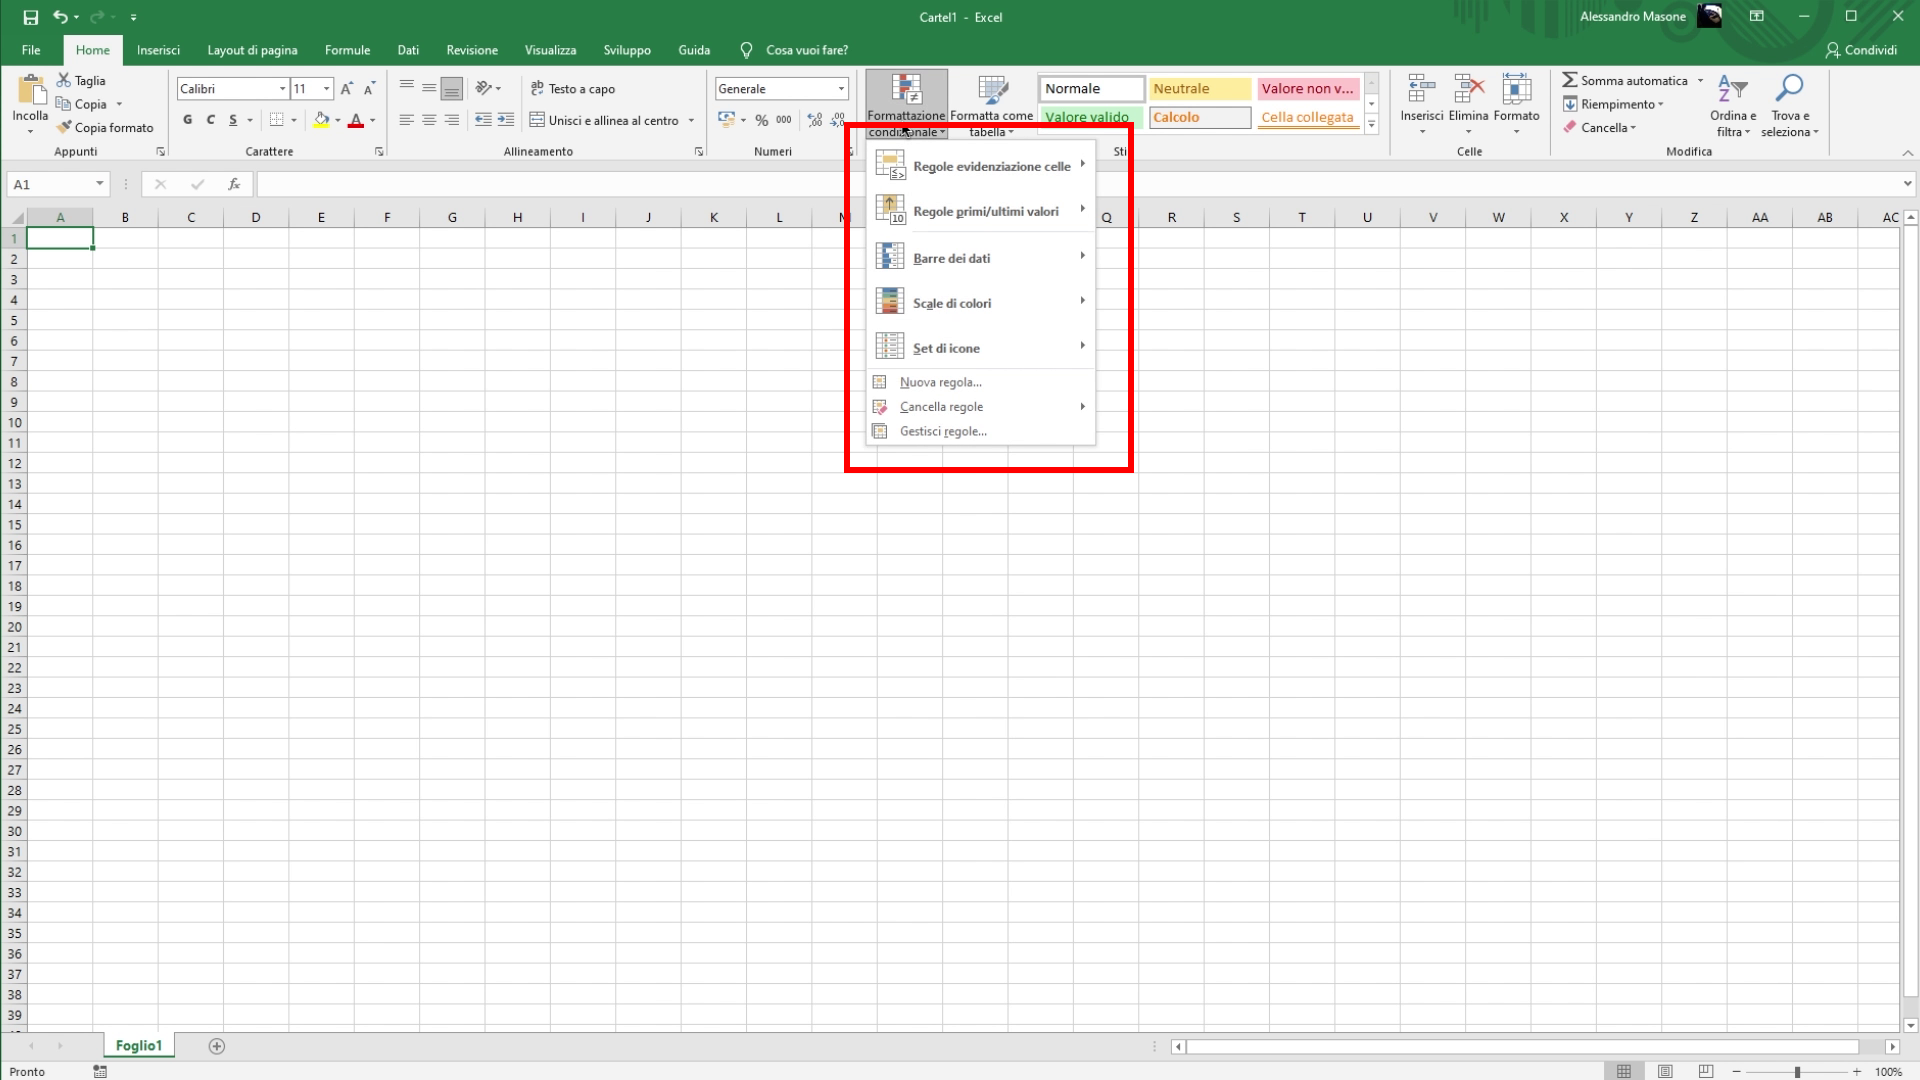 Cartel1 - Excel
Alessandro Masone
File Home Inserisci Layout di pagina Formule Dati Revisione Visualizza Sviluppo Guida Cosa vuoi fare? Condividi
Incolla
Taglia
Copia
Copia formato
Appunti
Calibri 11
G C S A
Carattere
Testo a capo
Unisci e allinea al centro
Allineamento
Generale
% 000
Numeri
Formattazione
condizionale
Formatta come
tabella
Normale Neutrale Valore non v...
Valore valido Calcolo Cella collegata
Sti
Inserisci Elimina Formato
Celle
Somma automatica
Riempimento
Cancella
Ordina e
filtra
Trova e
seleziona
Modifica
A1
fx
A B C D E F G H I J K L M Q R S T U V W X Y Z AA AB AC
1
2
3
4
5
6
7
8
9
10
11
12
13
14
15
16
17
18
19
20
21
22
23
24
25
26
27
28
29
30
31
32
33
34
35
36
37
38
39
Regole evidenziazione celle
Regole primi/ultimi valori
Barre dei dati
Scale di colori
Set di icone
Nuova regola...
Cancella regole
Gestisci regole...
Foglio1
Pronto
100%